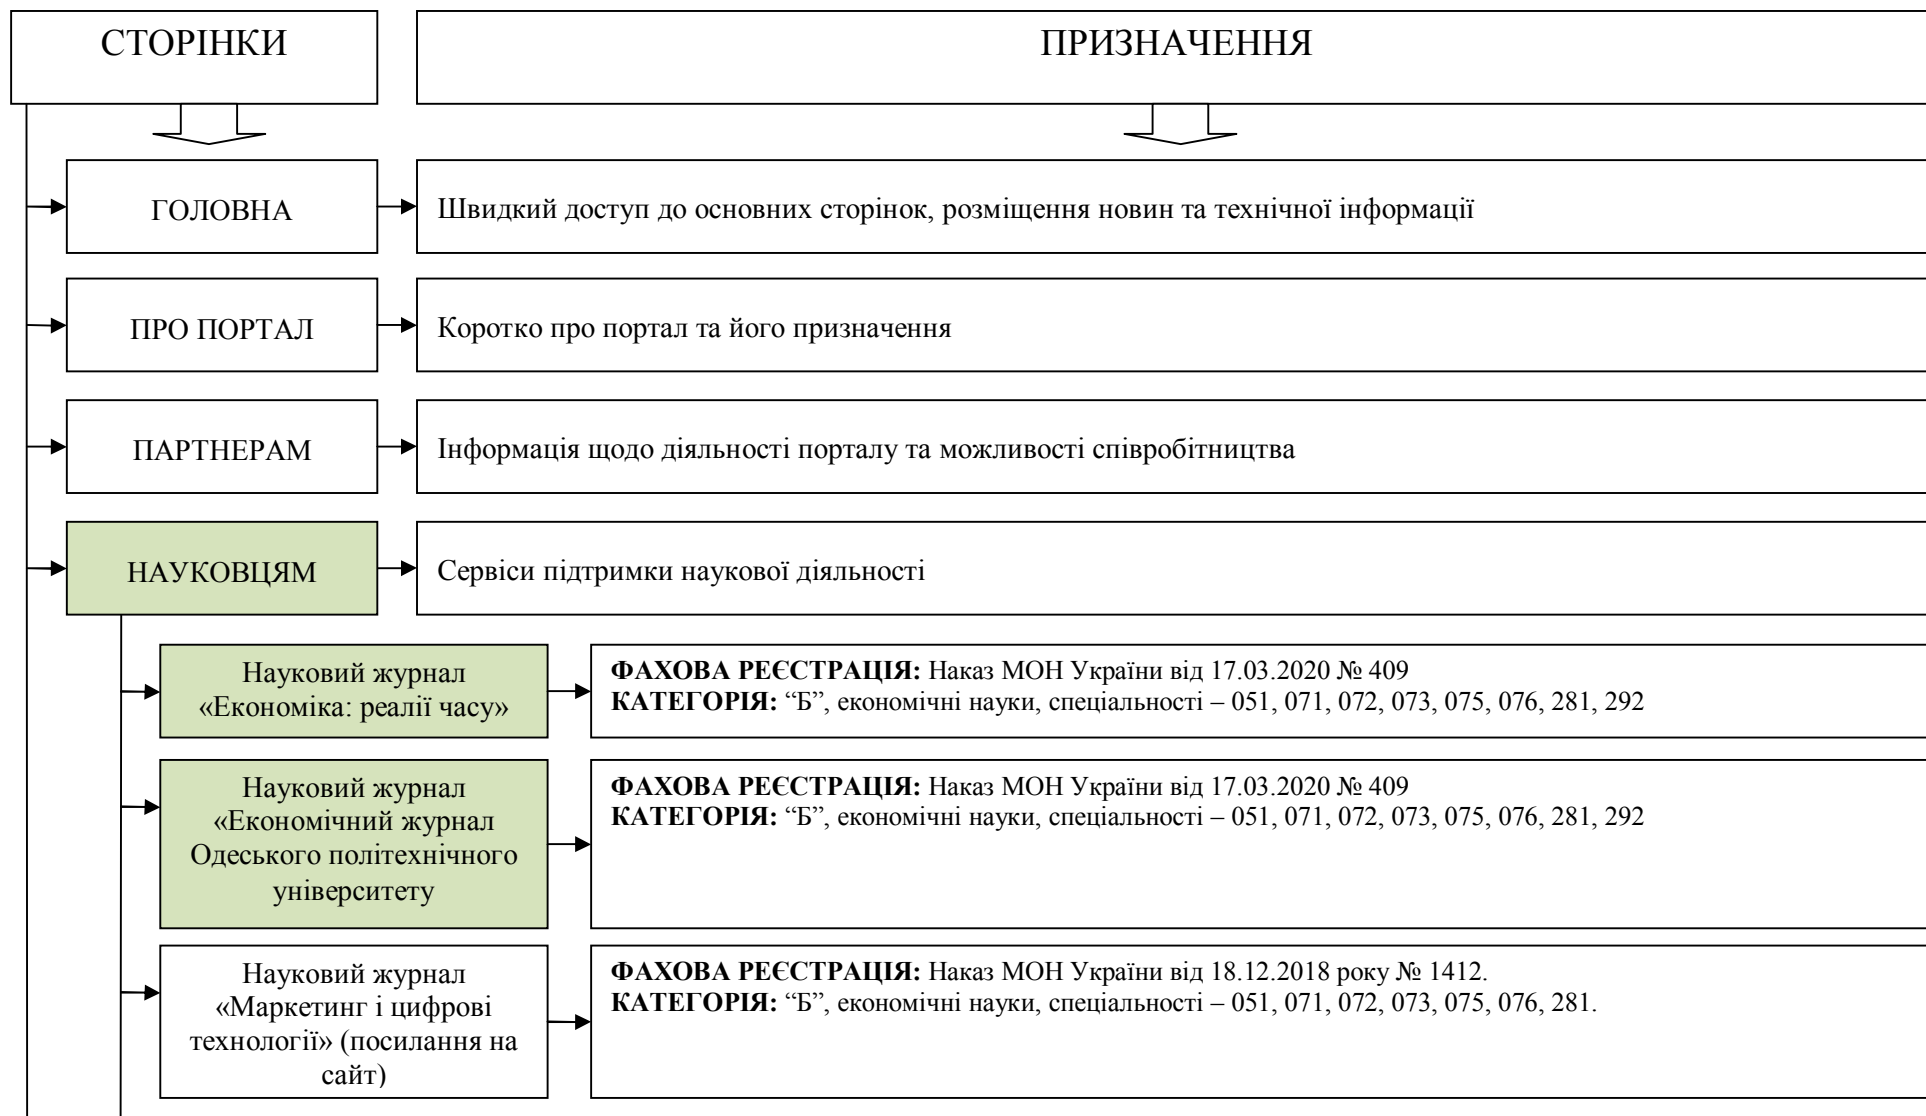 СТОРІНКИ
ПРИЗНАЧЕННЯ
ГОЛОВНА
Швидкий доступ до основних сторінок, розміщення новин та технічної інформації
ПРО ПОРТАЛ
Коротко про портал та його призначення
ПАРТНЕРАМ
Інформація щодо діяльності порталу та можливості співробітництва
НАУКОВЦЯМ
Сервіси підтримки наукової діяльності
Науковий журнал
«Економіка: реалії часу»
ФАХОВА РЕЄСТРАЦІЯ: Наказ МОН України від 17.03.2020 № 409
КАТЕГОРІЯ: “Б”, економічні науки, спеціальності – 051, 071, 072, 073, 075, 076, 281, 292
Науковий журнал
«Економічний журнал
Одеського політехнічного
університету
ФАХОВА РЕЄСТРАЦІЯ: Наказ МОН України від 17.03.2020 № 409
КАТЕГОРІЯ: “Б”, економічні науки, спеціальності – 051, 071, 072, 073, 075, 076, 281, 292
Науковий журнал
«Маркетинг і цифрові
технології» (посилання на
сайт)
ФАХОВА РЕЄСТРАЦІЯ: Наказ МОН України від 18.12.2018 року № 1412.
КАТЕГОРІЯ: “Б”, економічні науки, спеціальності – 051, 071, 072, 073, 075, 076, 281.